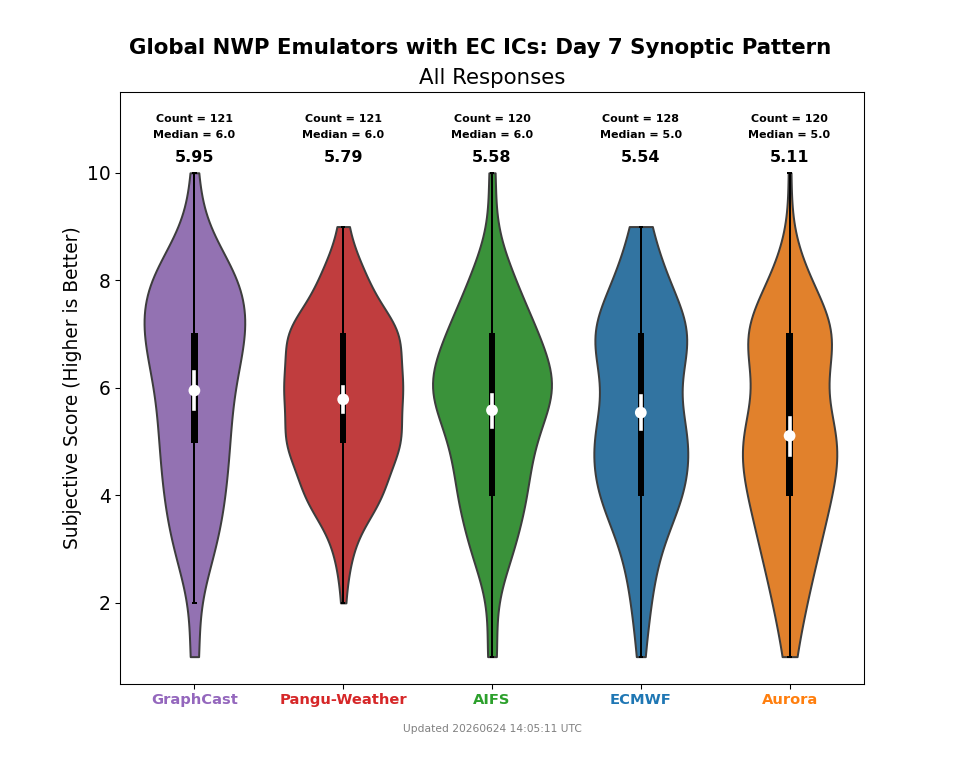 Global NWP Emulators with EC ICs: Day 7 Synoptic Pattern
All Responses
Count = 121 Count = 121 Count = 120 Count = 128 Count = 120
Median = 6.0 Median = 6.0 Median = 6.0 Median = 5.0 Median = 5.0
5.95 5.79 5.58 5.54 5.11
10
8
6
4
2
Subjective Score (Higher is Better)
GraphCast Pangu-Weather AIFS ECMWF Aurora
Updated 20260624 14:05:11 UTC